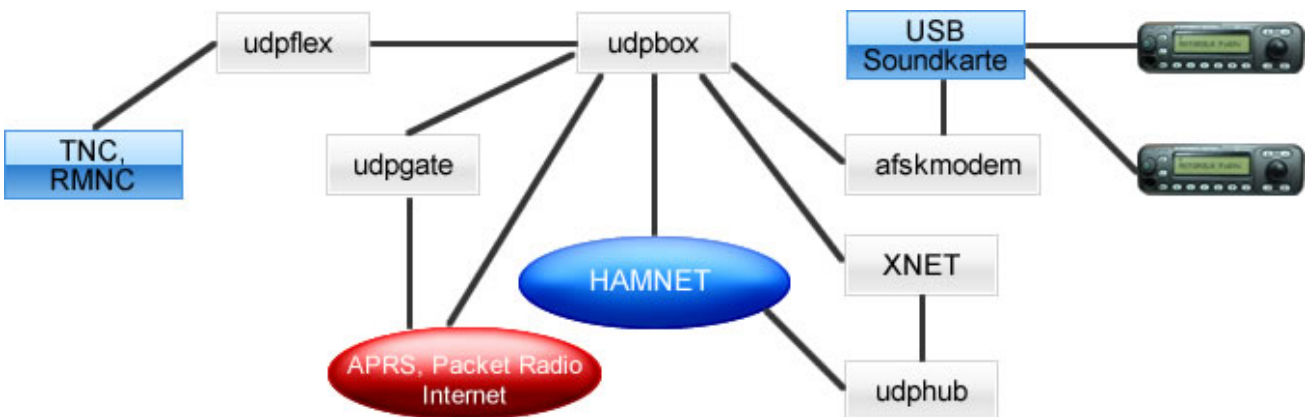 udpflex
udpbox
USB
Soundkarte
TNC,
RMNC
udpgate
afskmodem
HAMNET
XNET
APRS, Packet Radio
Internet
udphub